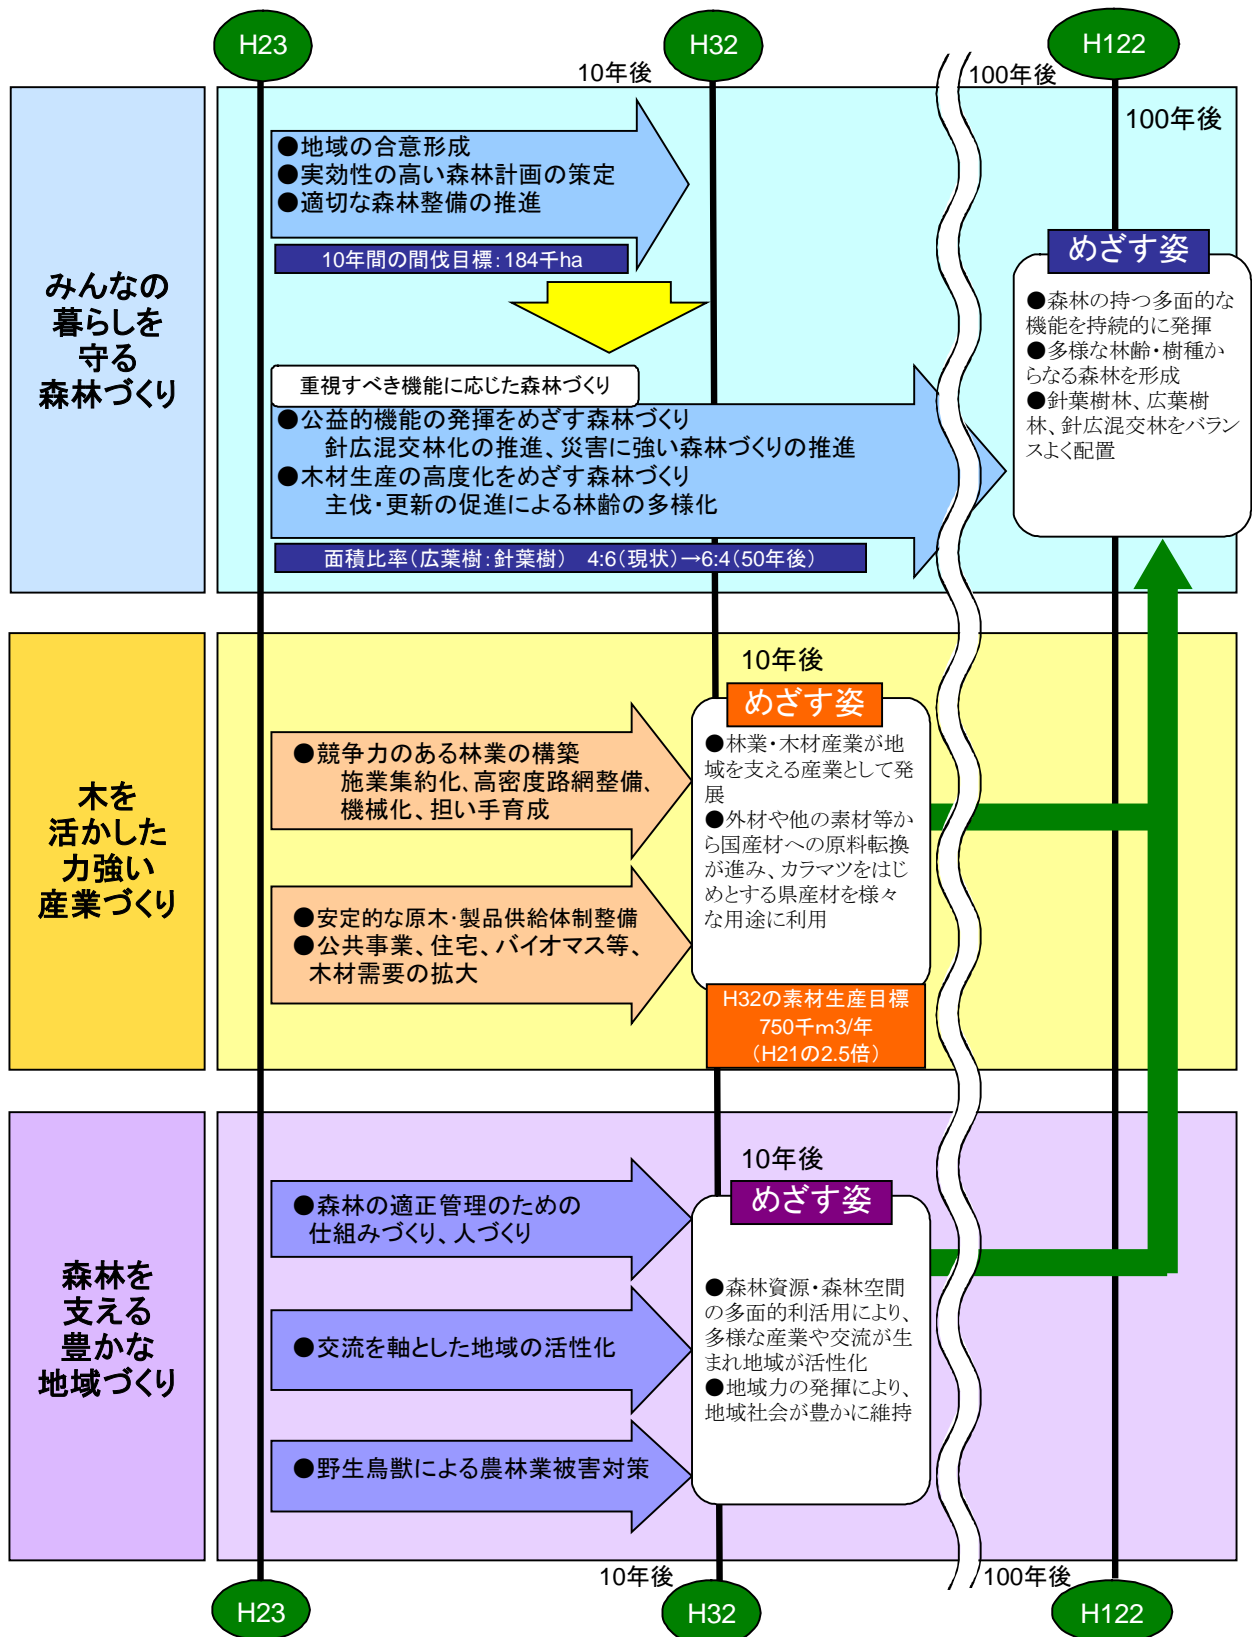 H23
H32
H122
10年後
100年後
みんなの
暮らしを
守る
森林づくり
●地域の合意形成
●実効性の高い森林計画の策定
●適切な森林整備の推進
10年間の間伐目標：184千ha
重視すべき機能に応じた森林づくり
●公益的機能の発揮をめざす森林づくり
針広混交林化の推進、災害に強い森林づくりの推進
●木材生産の高度化をめざす森林づくり
主伐・更新の促進による林齢の多様化
面積比率（広葉樹：針葉樹）　4:6（現状）→6:4（50年後）
100年後
めざす姿
●森林の持つ多面的な
機能を持続的に発揮
●多様な林齢・樹種か
らなる森林を形成
●針葉樹林、広葉樹
林、針広混交林をバラン
スよく配置
木を
活かした
力強い
産業づくり
●競争力のある林業の構築
施業集約化、高密度路網整備、
機械化、担い手育成
●安定的な原木・製品供給体制整備
●公共事業、住宅、バイオマス等、
木材需要の拡大
10年後
めざす姿
●林業・木材産業が地
域を支える産業として発
展
●外材や他の素材等か
ら国産材への原料転換
が進み、カラマツをはじ
めとする県産材を様々
な用途に利用
H32の素材生産目標
750千m3/年
（H21の2.5倍）
森林を
支える
豊かな
地域づくり
●森林の適正管理のための
仕組みづくり、人づくり
●交流を軸とした地域の活性化
●野生鳥獣による農林業被害対策
10年後
めざす姿
●森林資源・森林空間
の多面的利活用により、
多様な産業や交流が生
まれ地域が活性化
●地域力の発揮により、
地域社会が豊かに維持
10年後
100年後
H23
H32
H122